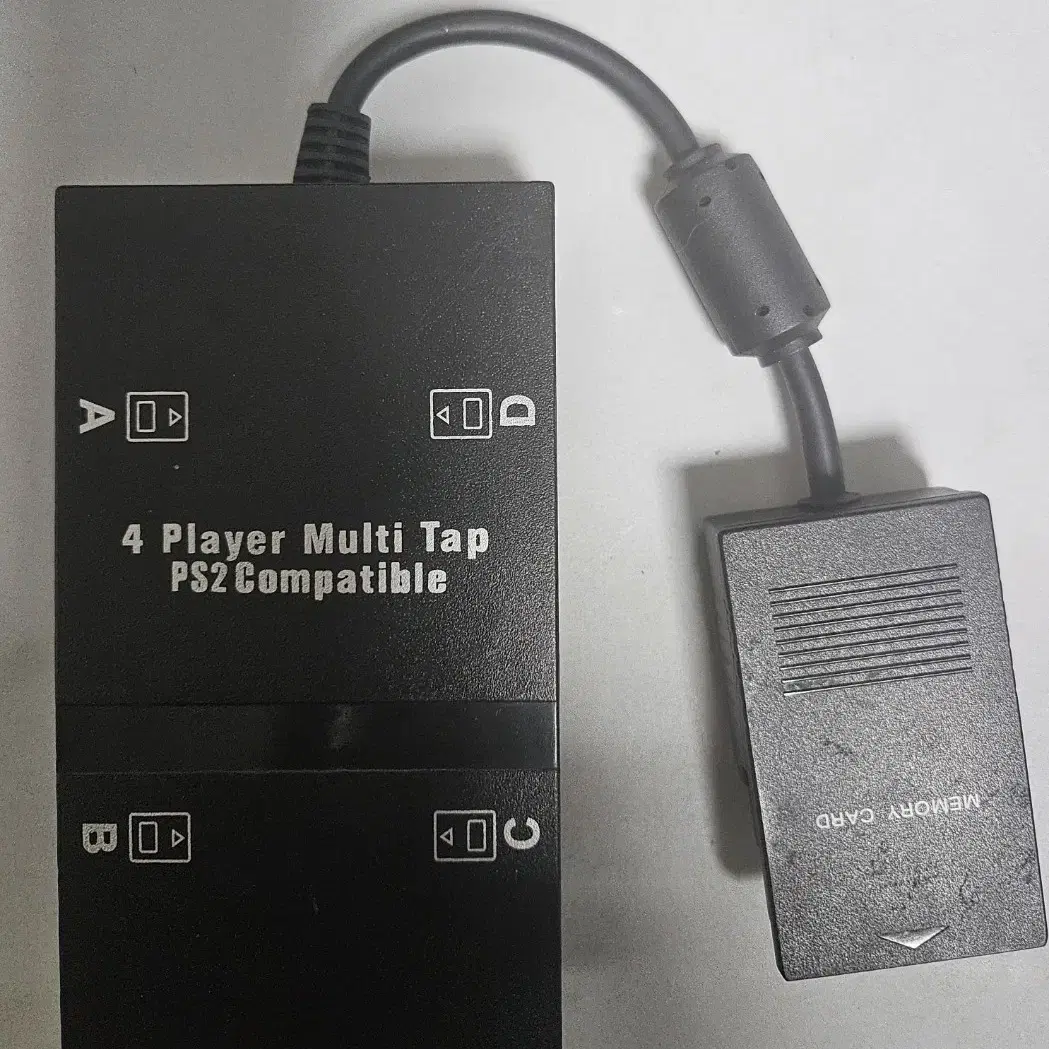 A
D
4 Player Multi Tap
PS2 Compatible
B
C
MEMORY CARD